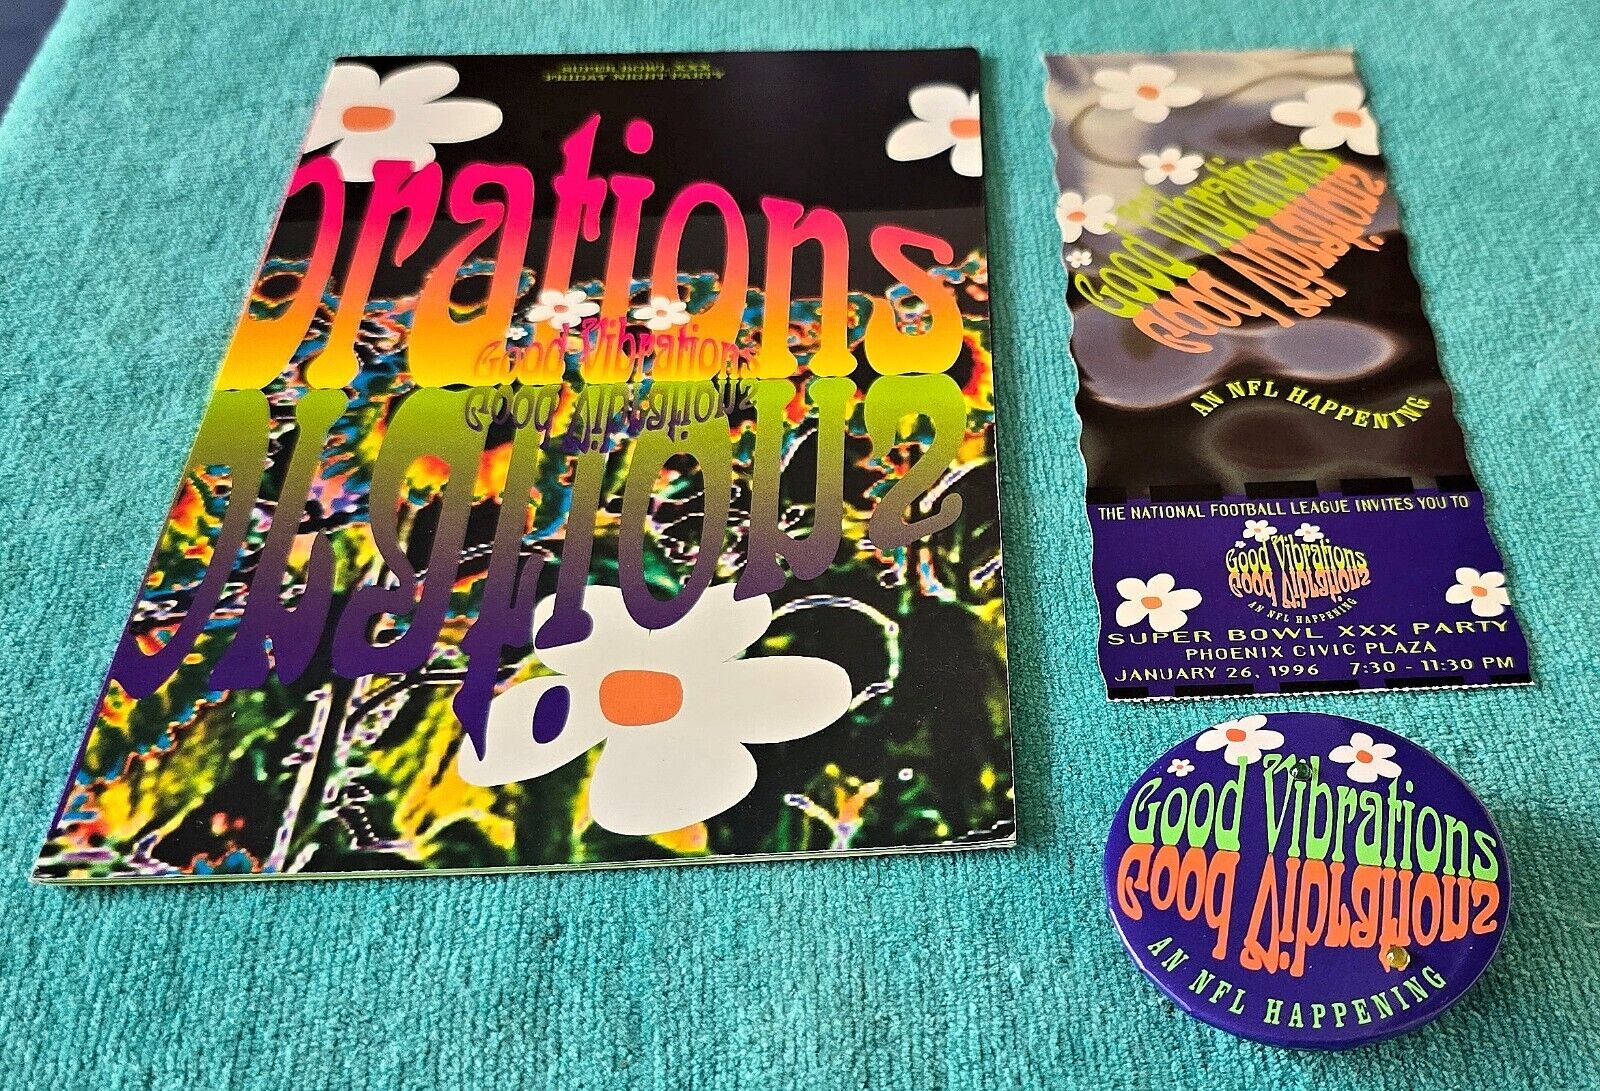 SUPER BOWL XXX
FRIDAY NIGHT PARTY
brations
Good Vibrations
Good Vibrations
brations
Good Vibrations
Good Vibrations
AN NFL HAPPENING
THE NATIONAL FOOTBALL LEAGUE INVITES YOU TO
Good Vibrations
Good Vibrations
AN NFL HAPPENING
SUPER BOWL XXX PARTY
PHOENIX CIVIC PLAZA
JANUARY 26, 1996 7:30 - 11:30 PM
Good Vibrations
Good Vibrations
AN NFL HAPPENING